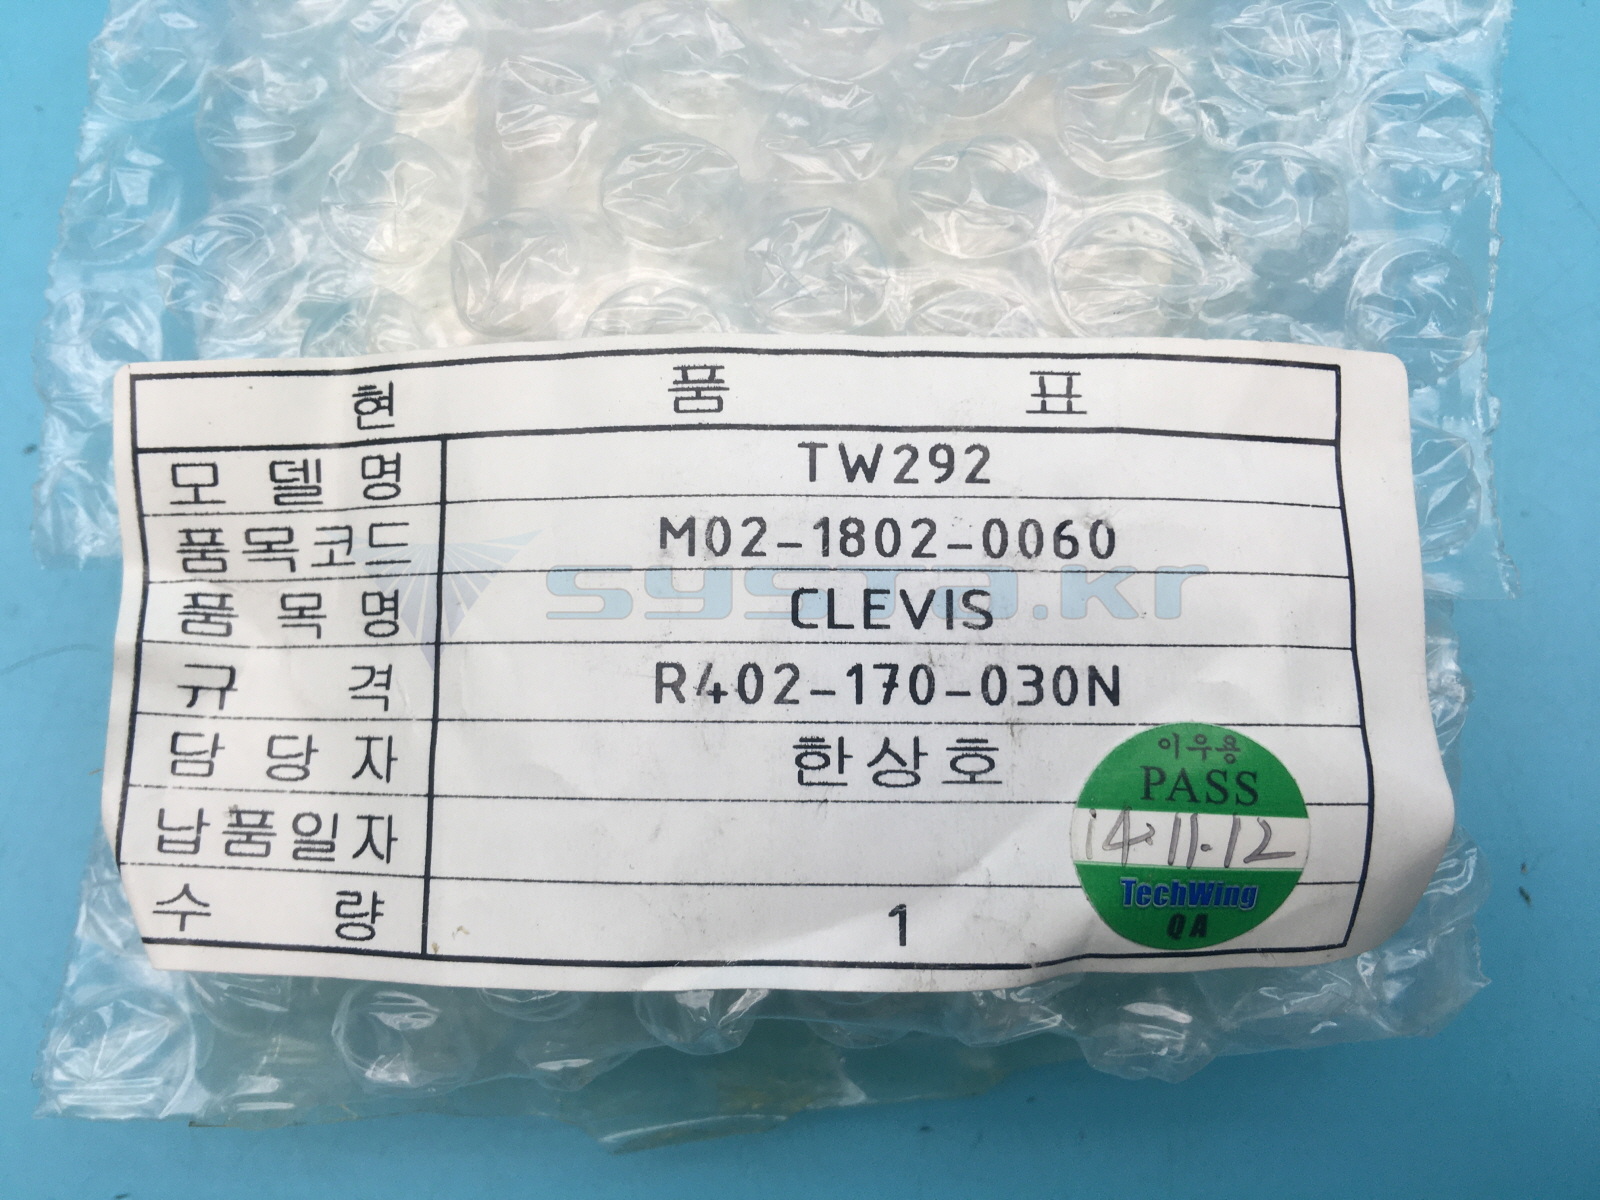 현 품 표
모델명 TW292
품목코드 M02-1802-0060
품목명 CLEVIS
규격 R402-170-030N
담당자 한상호
납품일자
수량 1
이우용
PASS
14.11.12
TechWing
QA
systo.kr